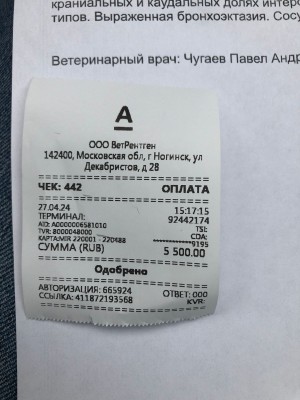 краниальных и каудальных долях интерс
типов. Выраженная бронхоэктазия. Сосу
Ветеринарный врач: Чугаев Павел Андр
А
ООО ВетРентген
142400, Московская обл, г Ногинск, ул
Декабристов, д 28
ЧЕК: 442 ОПЛАТА
27.04.24 15:17:15
ТЕРМИНАЛ: 92442174
AID: A0000006581010 TSI:
TVR: 8000048000 CDA:
КАРТА:MIR 220001 - 220488 ************9195
СУММА (RUB) 5 500.00
Одобрено
АВТОРИЗАЦИЯ: 665924 ОТВЕТ: 000
ССЫЛКА: 411872193568 KVR: